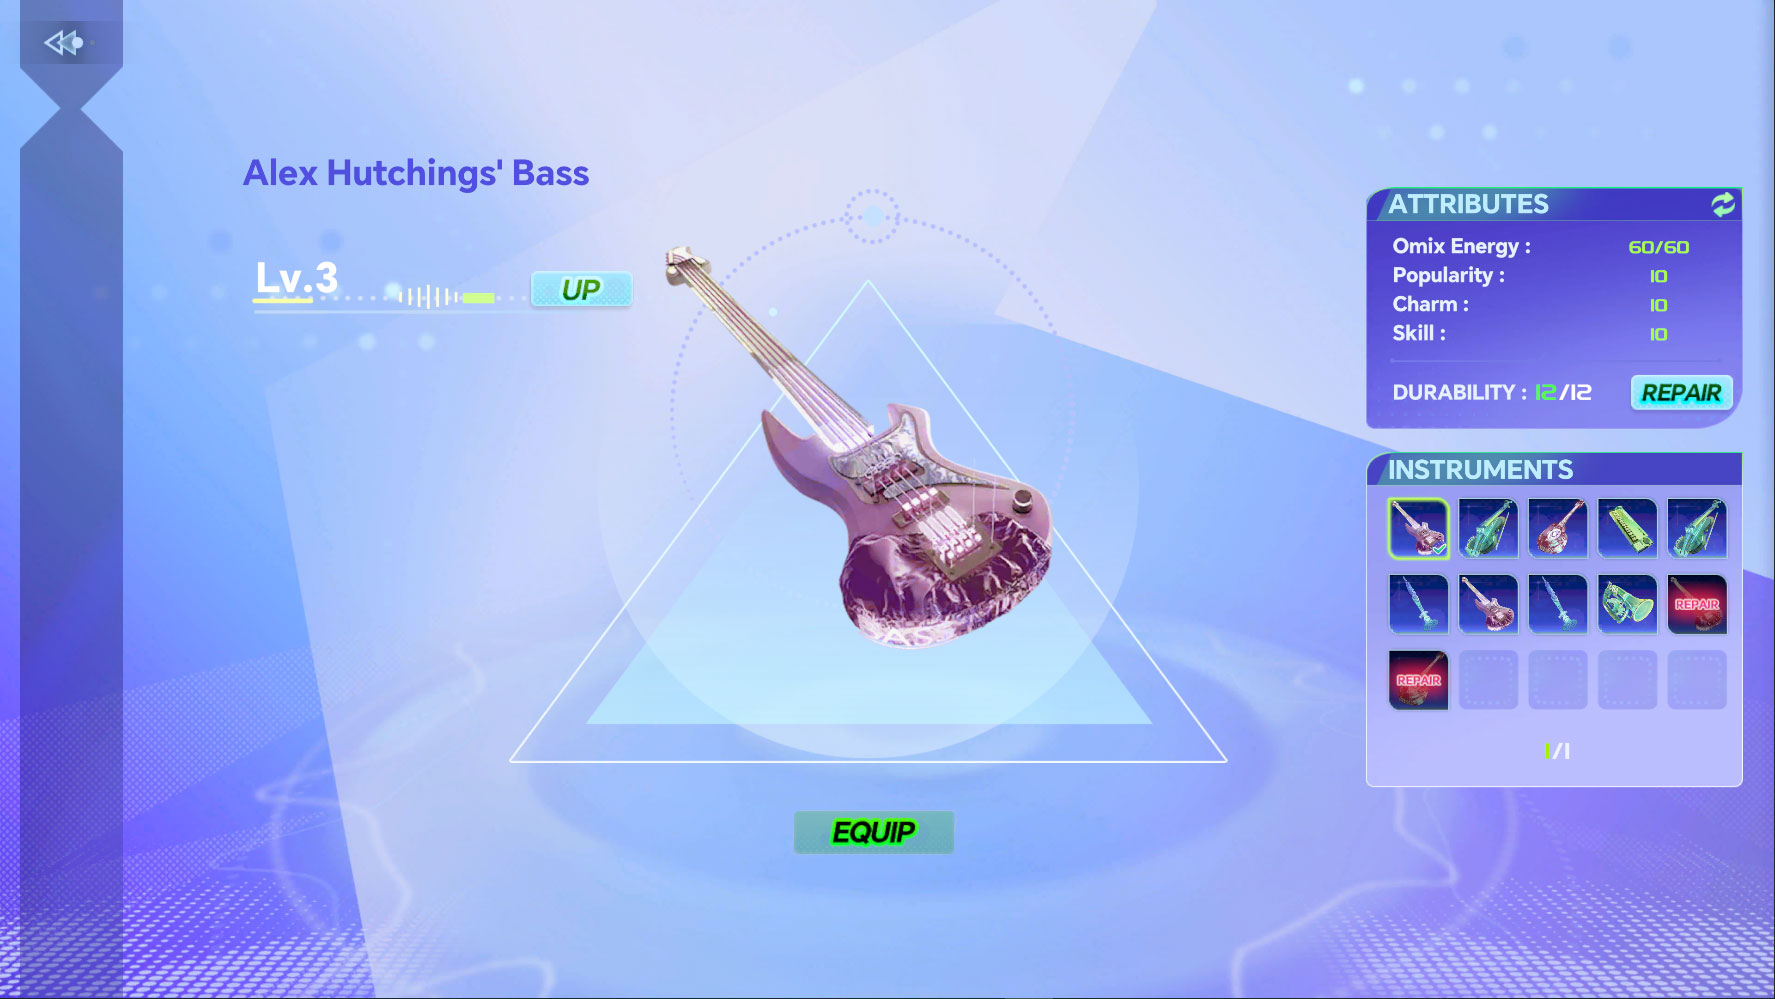 Alex Hutchings' Bass
Lv.3
UP
EQUIP
ATTRIBUTES
Omix Energy : 60/60
Popularity : 10
Charm : 10
Skill : 10
DURABILITY : 12/12 REPAIR
INSTRUMENTS
REPAIR
REPAIR
1/1